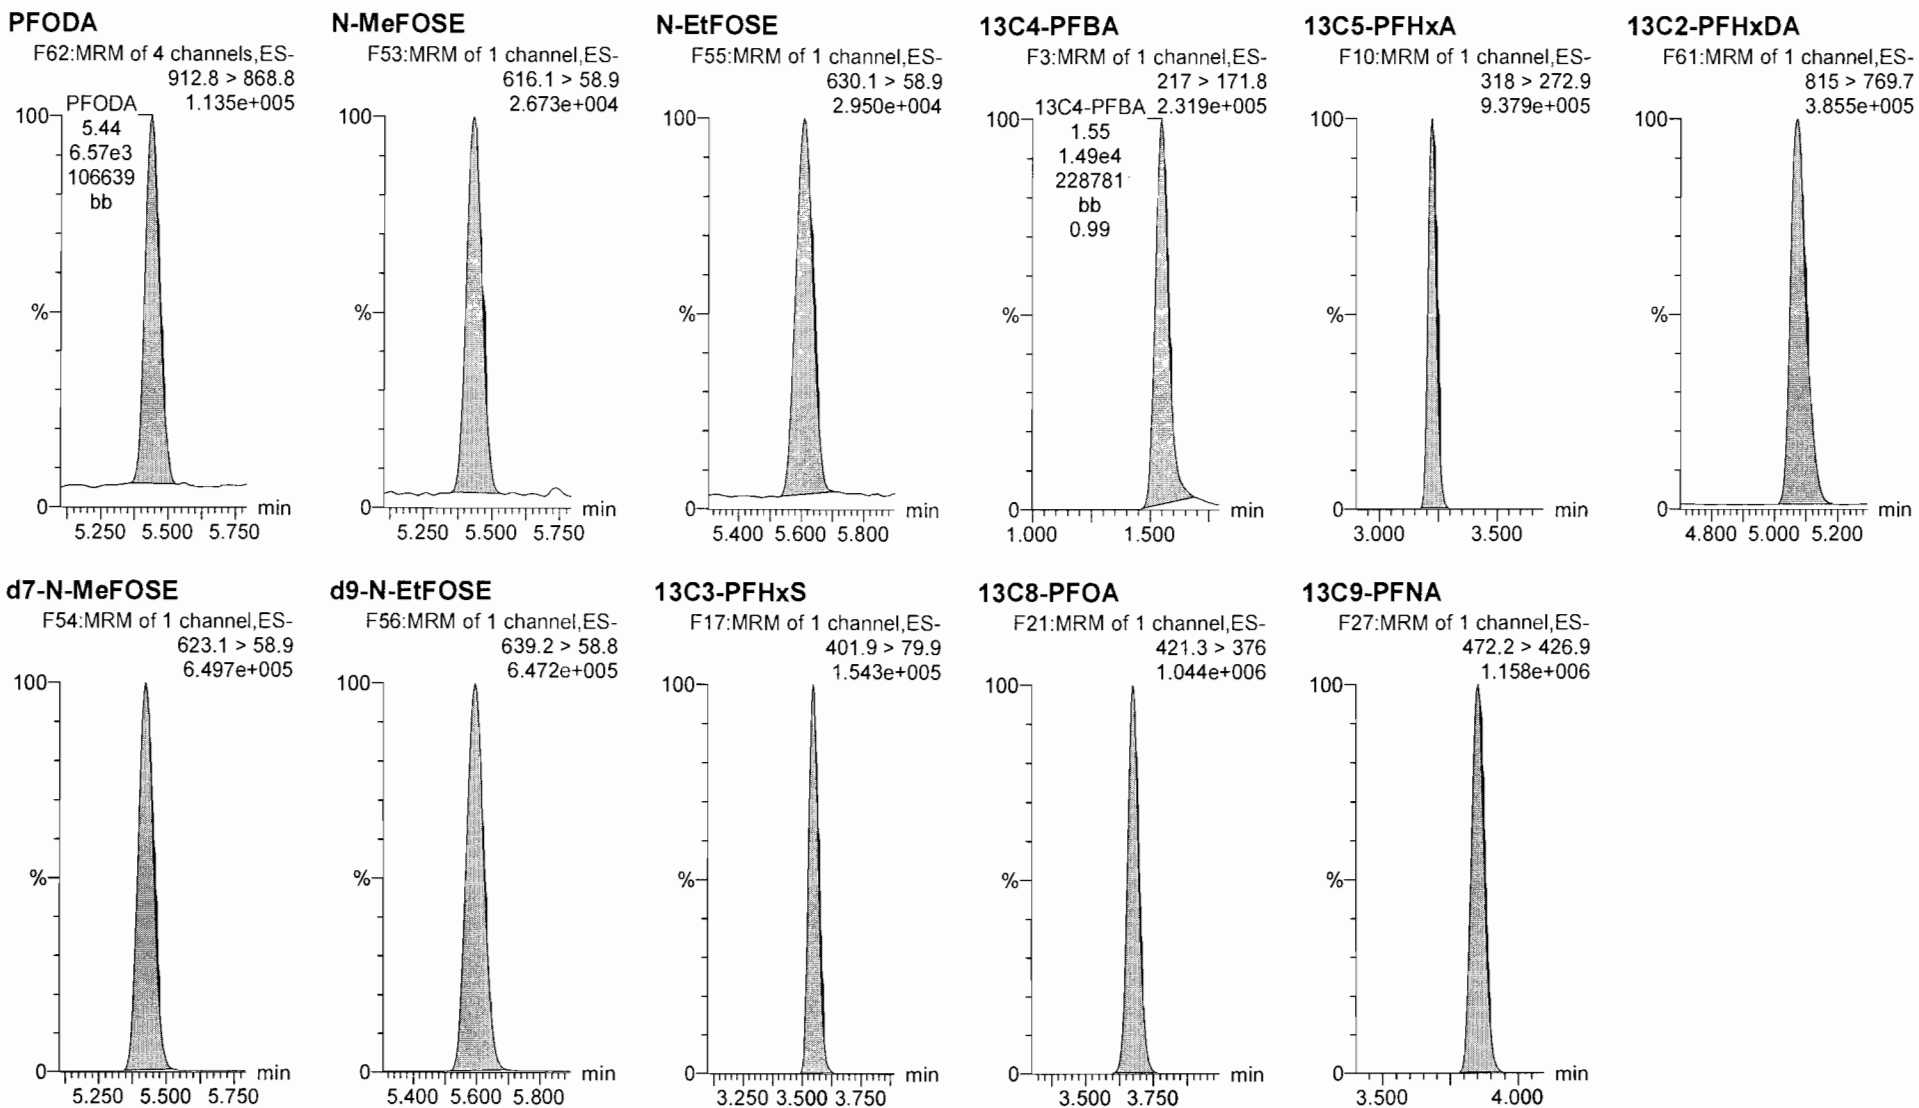 PFODA
F62:MRM of 4 channels,ES-
912.8 > 868.8
1.135e+005
PFODA
5.44
6.57e3
106639
bb
100
%
0
min
5.250 5.500 5.750
N-MeFOSE
F53:MRM of 1 channel,ES-
616.1 > 58.9
2.673e+004
100
%
0
min
5.250 5.500 5.750
N-EtFOSE
F55:MRM of 1 channel,ES-
630.1 > 58.9
2.950e+004
100
%
0
min
5.400 5.600 5.800
13C4-PFBA
F3:MRM of 1 channel,ES-
217 > 171.8
2.319e+005
13C4-PFBA
1.55
1.49e4
228781
bb
0.99
100
%
0
min
1.000 1.500
13C5-PFHxA
F10:MRM of 1 channel,ES-
318 > 272.9
9.379e+005
100
%
0
min
3.000 3.500
13C2-PFHxDA
F61:MRM of 1 channel,ES-
815 > 769.7
3.855e+005
100
%
0
min
4.800 5.000 5.200
d7-N-MeFOSE
F54:MRM of 1 channel,ES-
623.1 > 58.9
6.497e+005
100
%
0
min
5.250 5.500 5.750
d9-N-EtFOSE
F56:MRM of 1 channel,ES-
639.2 > 58.8
6.472e+005
100
%
0
min
5.400 5.600 5.800
13C3-PFHxS
F17:MRM of 1 channel,ES-
401.9 > 79.9
1.543e+005
100
%
0
min
3.250 3.500 3.750
13C8-PFOA
F21:MRM of 1 channel,ES-
421.3 > 376
1.044e+006
100
%
0
min
3.500 3.750
13C9-PFNA
F27:MRM of 1 channel,ES-
472.2 > 426.9
1.158e+006
100
%
0
min
3.500 4.000